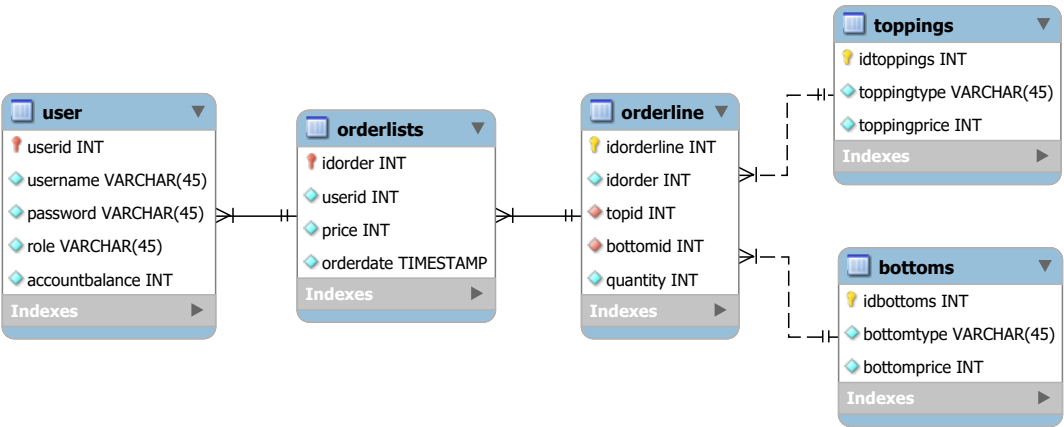 user
userid INT
username VARCHAR(45)
password VARCHAR(45)
role VARCHAR(45)
accountbalance INT
Indexes
orderlists
idorder INT
userid INT
price INT
orderdate TIMESTAMP
Indexes
orderline
idorderline INT
idorder INT
topid INT
bottomid INT
quantity INT
Indexes
toppings
idtoppings INT
toppingtype VARCHAR(45)
toppingprice INT
Indexes
bottoms
idbottoms INT
bottomtype VARCHAR(45)
bottomprice INT
Indexes